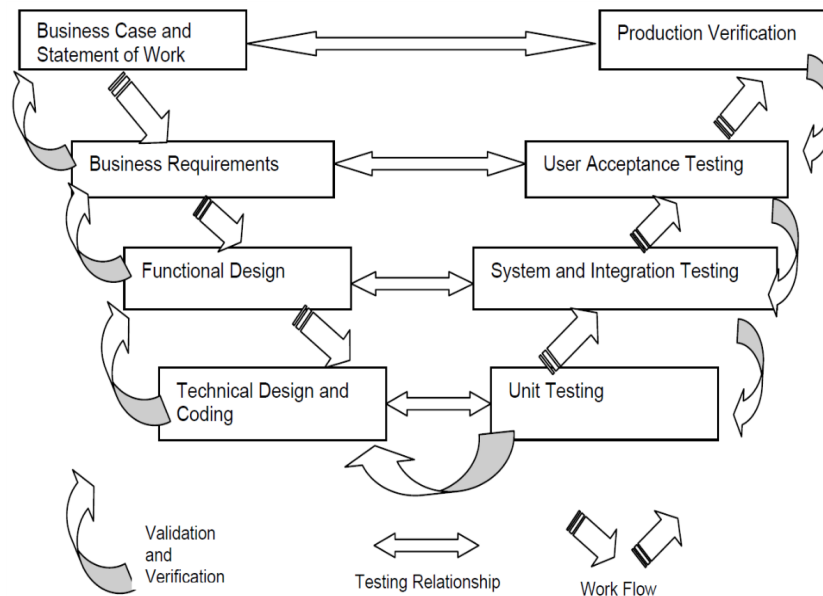 Business Case and
Statement of Work
Production Verification
Business Requirements
User Acceptance Testing
Functional Design
System and Integration Testing
Technical Design and
Coding
Unit Testing
Validation
and
Verification
Testing Relationship
Work Flow